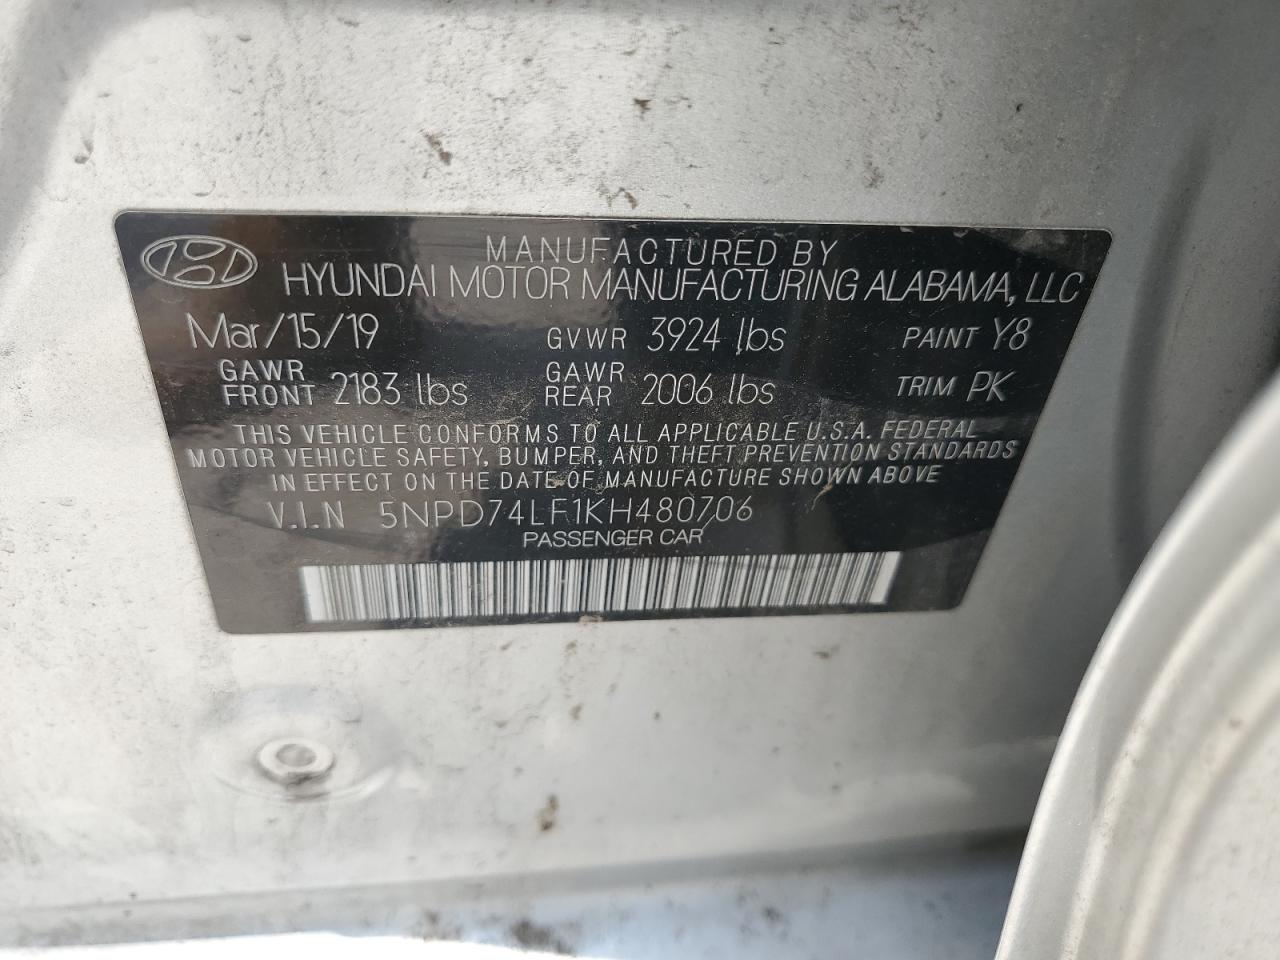 MANUFACTURED BY
HYUNDAI MOTOR MANUFACTURING ALABAMA, LLC
Mar/15/19 GVWR 3924 lbs PAINT Y8
GAWR FRONT 2183 lbs GAWR REAR 2006 lbs TRIM PK
THIS VEHICLE CONFORMS TO ALL APPLICABLE U.S.A. FEDERAL
MOTOR VEHICLE SAFETY, BUMPER, AND THEFT PREVENTION STANDARDS
IN EFFECT ON THE DATE OF MANUFACTURE SHOWN ABOVE
V.I.N 5NPD74LF1KH480706
PASSENGER CAR